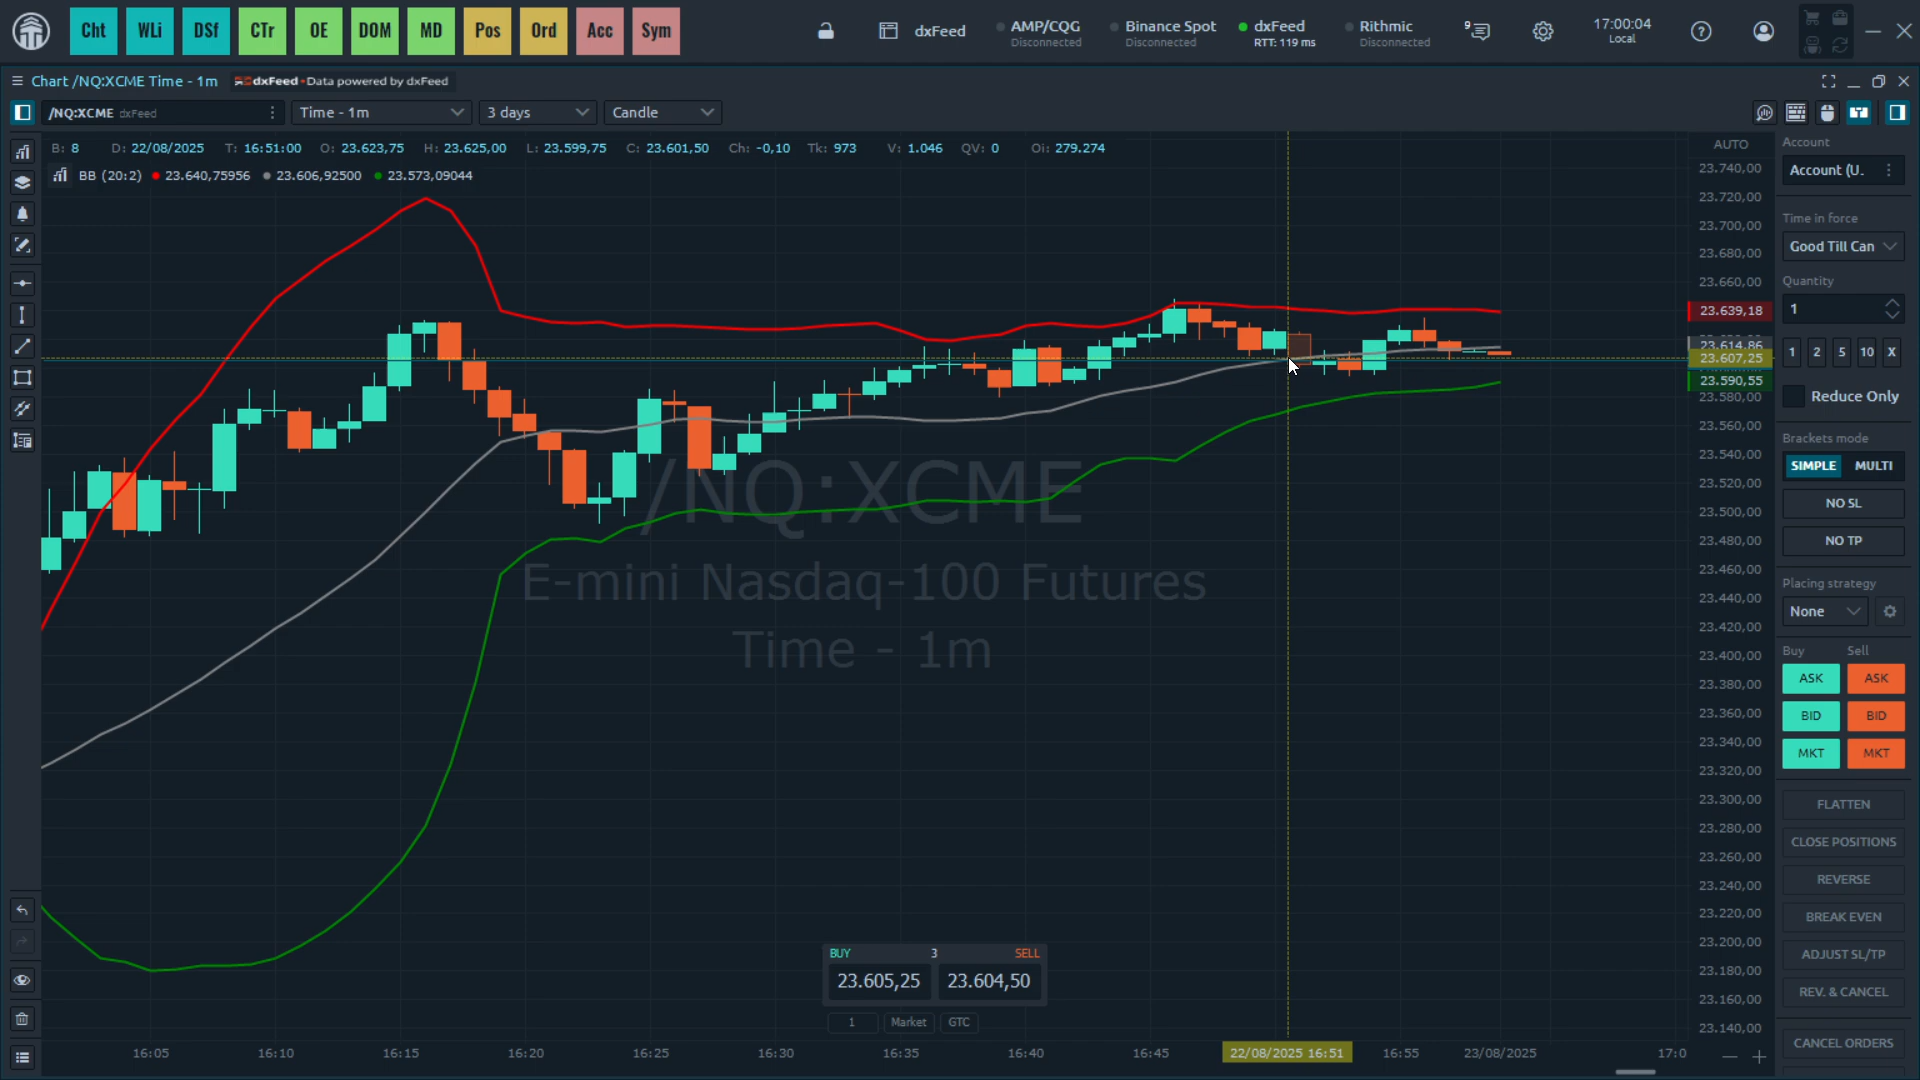 Cht WLi DSf CTr OE DOM MD Pos Ord Acc Sym
dxFeed
AMP/CQG
Disconnected
Binance Spot
Disconnected
dxFeed
RTT: 119 ms
Rithmic
Disconnected
9
17:00:04
Local
Chart /NQ:XCME Time - 1m
dxFeed • Data powered by dxFeed
/NQ:XCME dxFeed
Time - 1m
3 days
Candle
B: 8 D: 22/08/2025 T: 16:51:00 O: 23.623,75 H: 23.625,00 L: 23.599,75 C: 23.601,50 Ch: -0,10 Tk: 973 V: 1.046 QV: 0 Oi: 279.274
BB (20:2) 23.640,75956 23.606,92500 23.573,09044
/NQ:XCME
E-mini Nasdaq-100 Futures
Time - 1m
AUTO
23.740,00
23.720,00
23.700,00
23.680,00
23.660,00
23.639,18
23.614,86
23.607,25
23.590,55
23.580,00
23.560,00
23.540,00
23.520,00
23.500,00
23.480,00
23.460,00
23.440,00
23.420,00
23.400,00
23.380,00
23.360,00
23.340,00
23.320,00
23.300,00
23.280,00
23.260,00
23.240,00
23.220,00
23.200,00
23.180,00
23.160,00
23.140,00
BUY 3 SELL
23.605,25 23.604,50
1 Market GTC
16:05 16:10 16:15 16:20 16:25 16:30 16:35 16:40 16:45 22/08/2025 16:51 16:55 23/08/2025 17:0
Account
Account (U.
Time in force
Good Till Can
Quantity
1
1 2 5 10 X
Reduce Only
Brackets mode
SIMPLE MULTI
NO SL
NO TP
Placing strategy
None
Buy Sell
ASK ASK
BID BID
MKT MKT
FLATTEN
CLOSE POSITIONS
REVERSE
BREAK EVEN
ADJUST SL/TP
REV. & CANCEL
CANCEL ORDERS